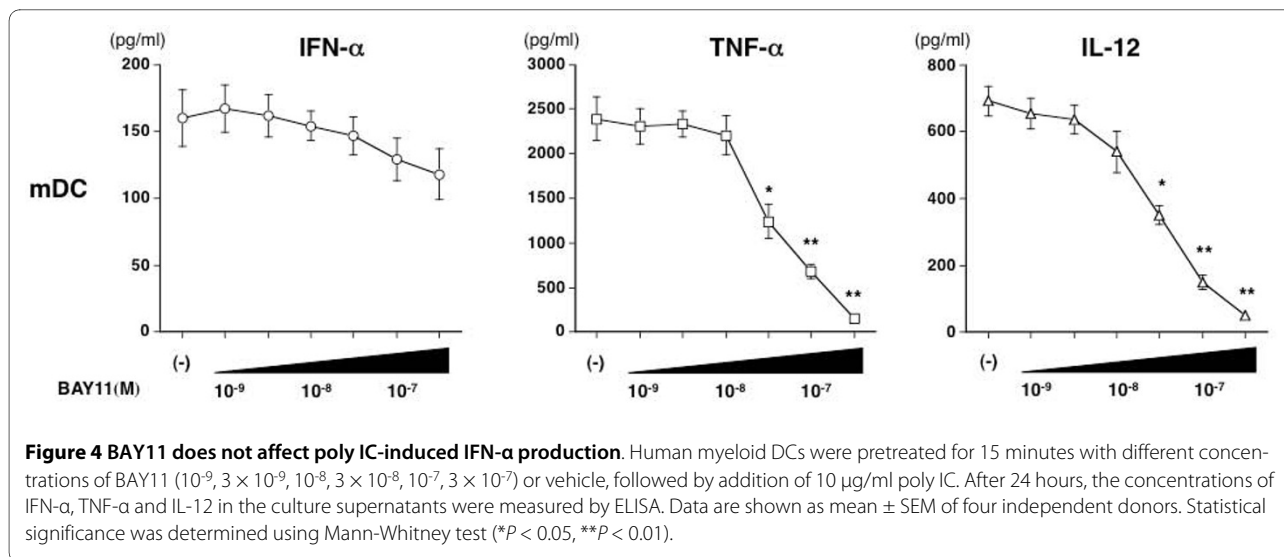 IFN-α
(pg/ml)
200
150
100
50
0
mDC
TNF-α
(pg/ml)
3000
2500
2000
1500
1000
500
0
*
**
**
IL-12
(pg/ml)
800
600
400
200
0
*
**
**
BAY11(M)
(-)
10⁻⁹
10⁻⁸
10⁻⁷
(-)
10⁻⁹
10⁻⁸
10⁻⁷
(-)
10⁻⁹
10⁻⁸
10⁻⁷
Figure 4 BAY11 does not affect poly IC-induced IFN-α production. Human myeloid DCs were pretreated for 15 minutes with different concen-
trations of BAY11 (10⁻⁹, 3 × 10⁻⁹, 10⁻⁸, 3 × 10⁻⁸, 10⁻⁷, 3 × 10⁻⁷) or vehicle, followed by addition of 10 μg/ml poly IC. After 24 hours, the concentrations of
IFN-α, TNF-α and IL-12 in the culture supernatants were measured by ELISA. Data are shown as mean ± SEM of four independent donors. Statistical
significance was determined using Mann-Whitney test (*P < 0.05, **P < 0.01).